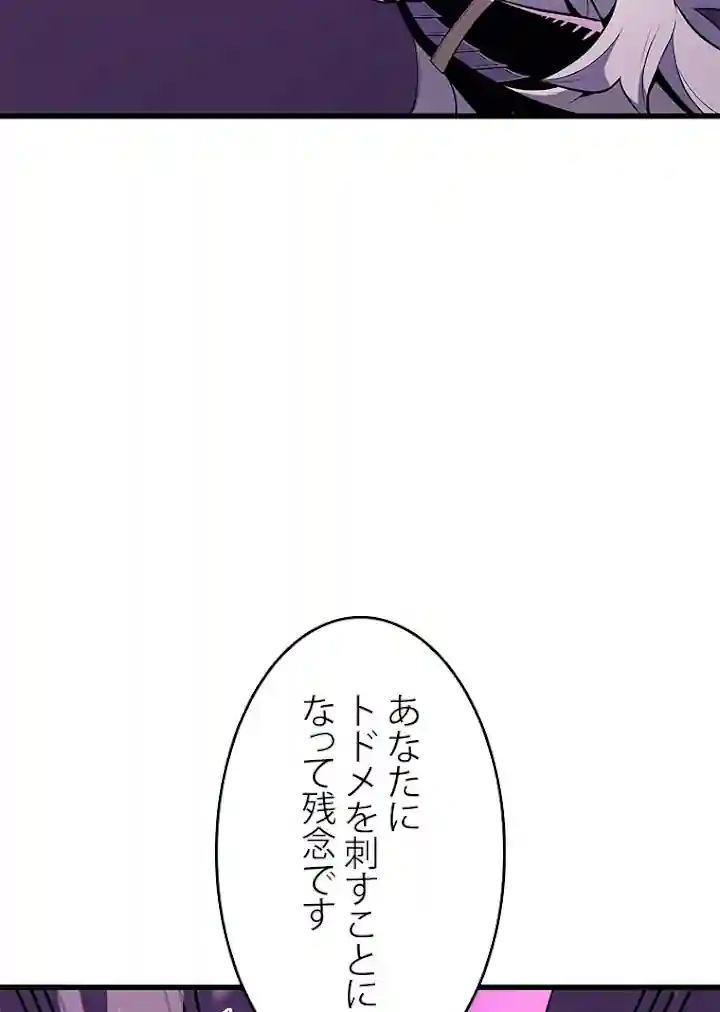 あなたに
トドメを刺すことに
なって残念です